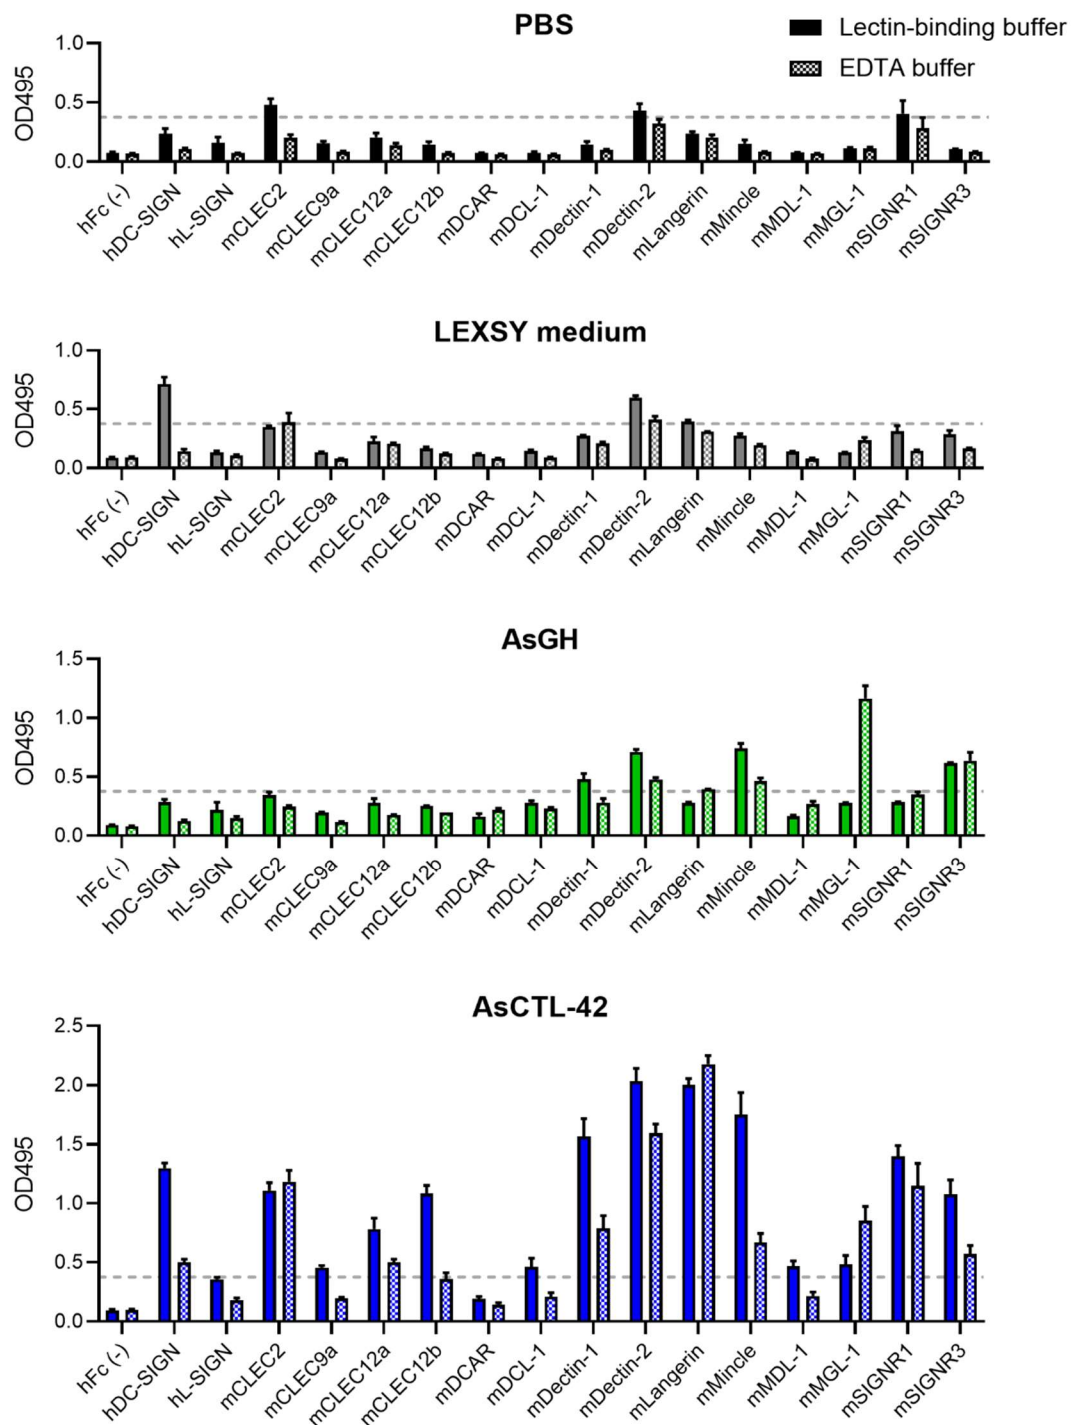 PBS
Lectin-binding buffer
EDTA buffer
OD495
1.0
0.5
0.0
hFc (-)
hDC-SIGN
hL-SIGN
mCLEC2
mCLEC9a
mCLEC12a
mCLEC12b
mDCAR
mDCL-1
mDectin-1
mDectin-2
mLangerin
mMincle
mMDL-1
mMGL-1
mSIGNR1
mSIGNR3
LEXSY medium
OD495
1.0
0.5
0.0
hFc (-)
hDC-SIGN
hL-SIGN
mCLEC2
mCLEC9a
mCLEC12a
mCLEC12b
mDCAR
mDCL-1
mDectin-1
mDectin-2
mLangerin
mMincle
mMDL-1
mMGL-1
mSIGNR1
mSIGNR3
AsGH
OD495
1.5
1.0
0.5
0.0
hFc (-)
hDC-SIGN
hL-SIGN
mCLEC2
mCLEC9a
mCLEC12a
mCLEC12b
mDCAR
mDCL-1
mDectin-1
mDectin-2
mLangerin
mMincle
mMDL-1
mMGL-1
mSIGNR1
mSIGNR3
AsCTL-42
OD495
2.5
2.0
1.5
1.0
0.5
0.0
hFc (-)
hDC-SIGN
hL-SIGN
mCLEC2
mCLEC9a
mCLEC12a
mCLEC12b
mDCAR
mDCL-1
mDectin-1
mDectin-2
mLangerin
mMincle
mMDL-1
mMGL-1
mSIGNR1
mSIGNR3